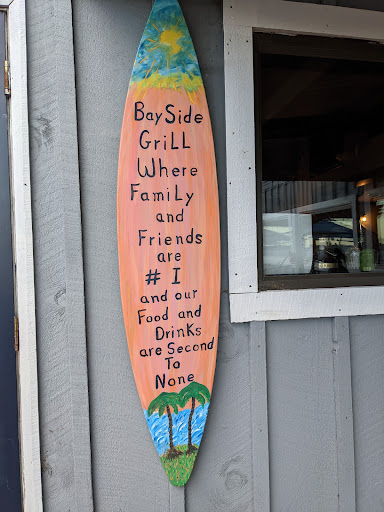 BaySide
GriLL
Where
FamiLy
and
Friends
are
# I
and our
Food and
Drinks
are Second
To
None